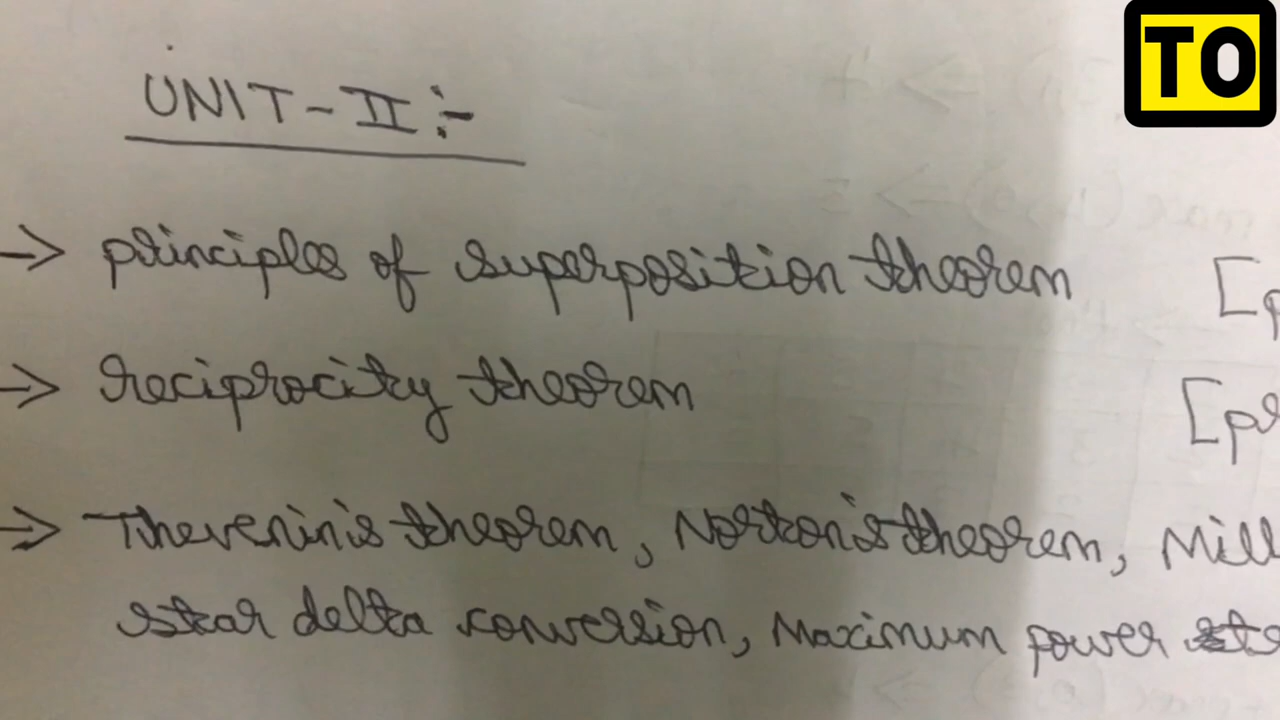 TO
UNIT-II:-
→ principles of superposition theorem [p
→ reciprocity theorem [pr
→ Thevenin's theorem, Norton's theorem, Mill
star delta conversion, Maximum power